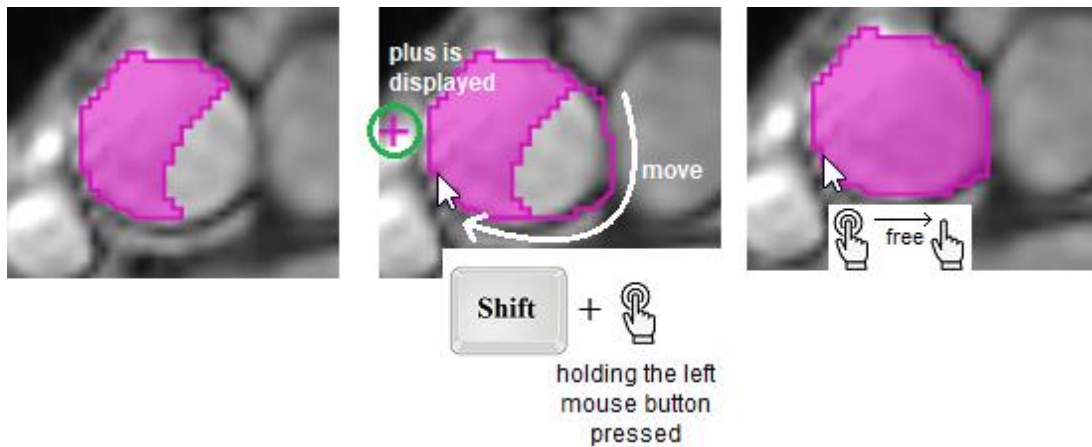 plus is
displayed
+
move
free
Shift +
holding the left
mouse button
pressed